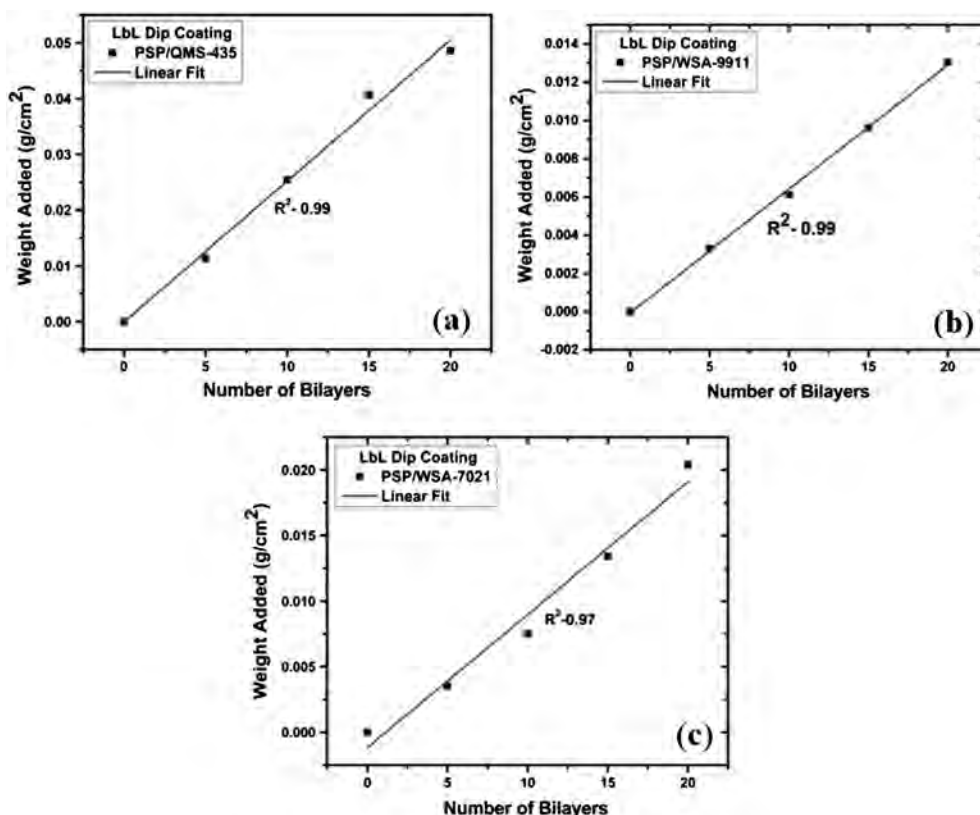 LbL Dip Coating
PSP/QMS-435
Linear Fit
Weight Added (g/cm²)
0.05
0.04
0.03
0.02
0.01
0.00
R²- 0.99
(a)
0 5 10 15 20
Number of Bilayers
LbL Dip Coating
PSP/WSA-9911
Linear Fit
Weight Added (g/cm²)
0.014
0.012
0.010
0.008
0.006
0.004
0.002
0.000
-0.002
R²- 0.99
(b)
0 5 10 15 20
Number of Bilayers
LbL Dip Coating
PSP/WSA-7021
Linear Fit
Weight Added (g/cm²)
0.020
0.015
0.010
0.005
0.000
R²-0.97
(c)
0 5 10 15 20
Number of Bilayers